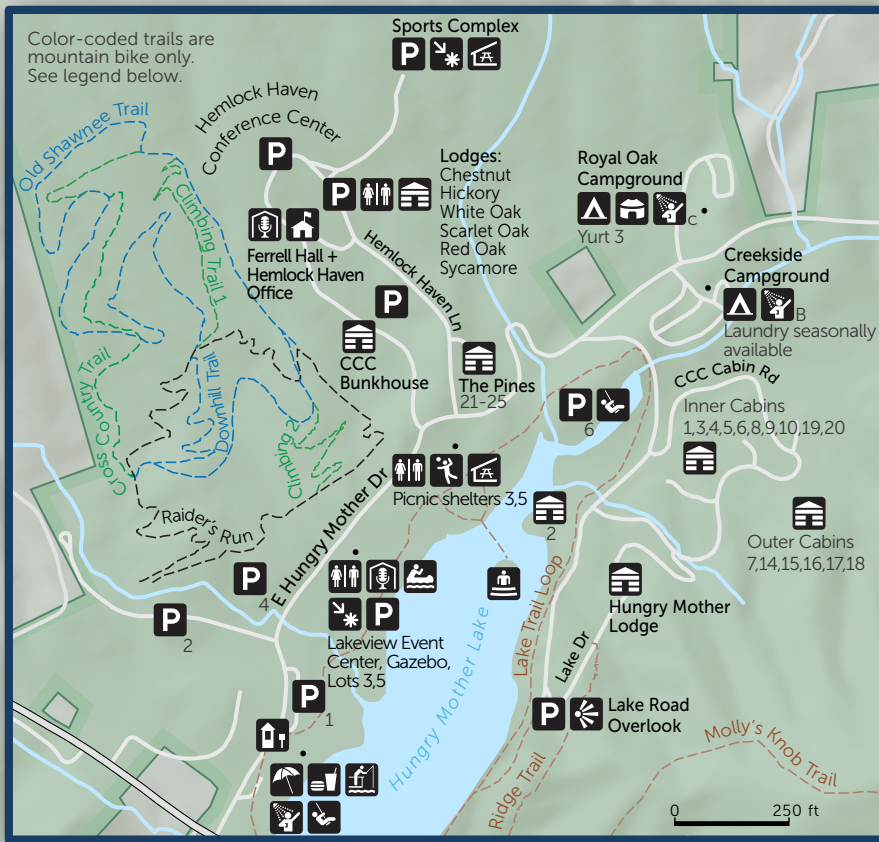 Color-coded trails are
mountain bike only.
See legend below.
Sports Complex
P
Old Shawnee Trail
Hemlock Haven
Conference Center
P
P
Lodges:
Chestnut
Hickory
White Oak
Scarlet Oak
Red Oak
Sycamore
Royal Oak
Campground
C
Yurt 3
Climbing Trail 1
Ferrell Hall +
Hemlock Haven
Office
Hemlock Haven Ln
Creekside
Campground
B
Laundry seasonally
available
P
CCC
Bunkhouse
The Pines
21-25
CCC Cabin Rd
P
6
Inner Cabins
1,3,4,5,6,8,9,10,19,20
Cross Country Trail
Downhill Trail
Climbing 2
Picnic shelters 3,5
Raider's Run
E Hungry Mother Dr
2
Outer Cabins
7,14,15,16,17,18
P
4
P
2
P
Lakeview Event
Center, Gazebo,
Lots 3,5
Hungry Mother Lake
Lake Trail Loop
Hungry Mother
Lodge
Lake Dr
P
1
P
Lake Road
Overlook
Ridge Trail
Molly's Knob Trail
0 250 ft